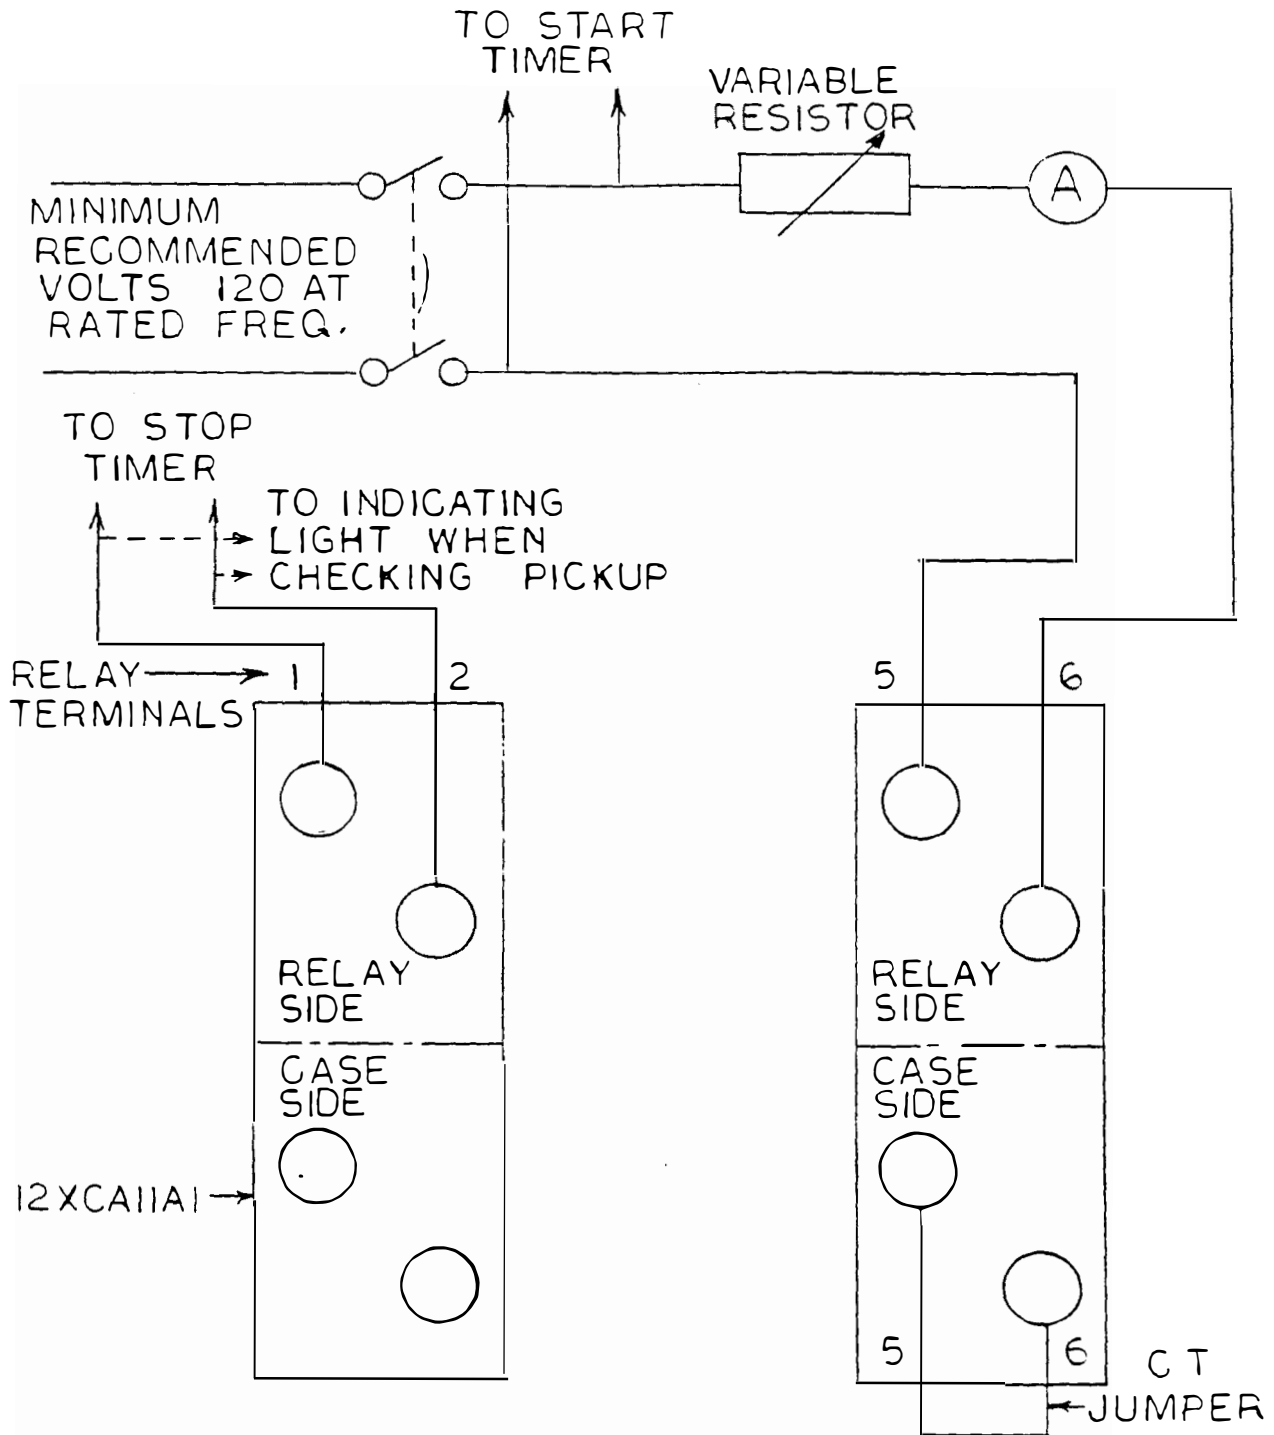 TO START
TIMER
VARIABLE
RESISTOR
A
MINIMUM
RECOMMENDED
VOLTS 120 AT
RATED FREQ.
TO STOP
TIMER
TO INDICATING
LIGHT WHEN
CHECKING PICKUP
RELAY
TERMINALS
1
2
5
6
RELAY
SIDE
CASE
SIDE
RELAY
SIDE
CASE
SIDE
12XCA11A1
5
6
CT
JUMPER